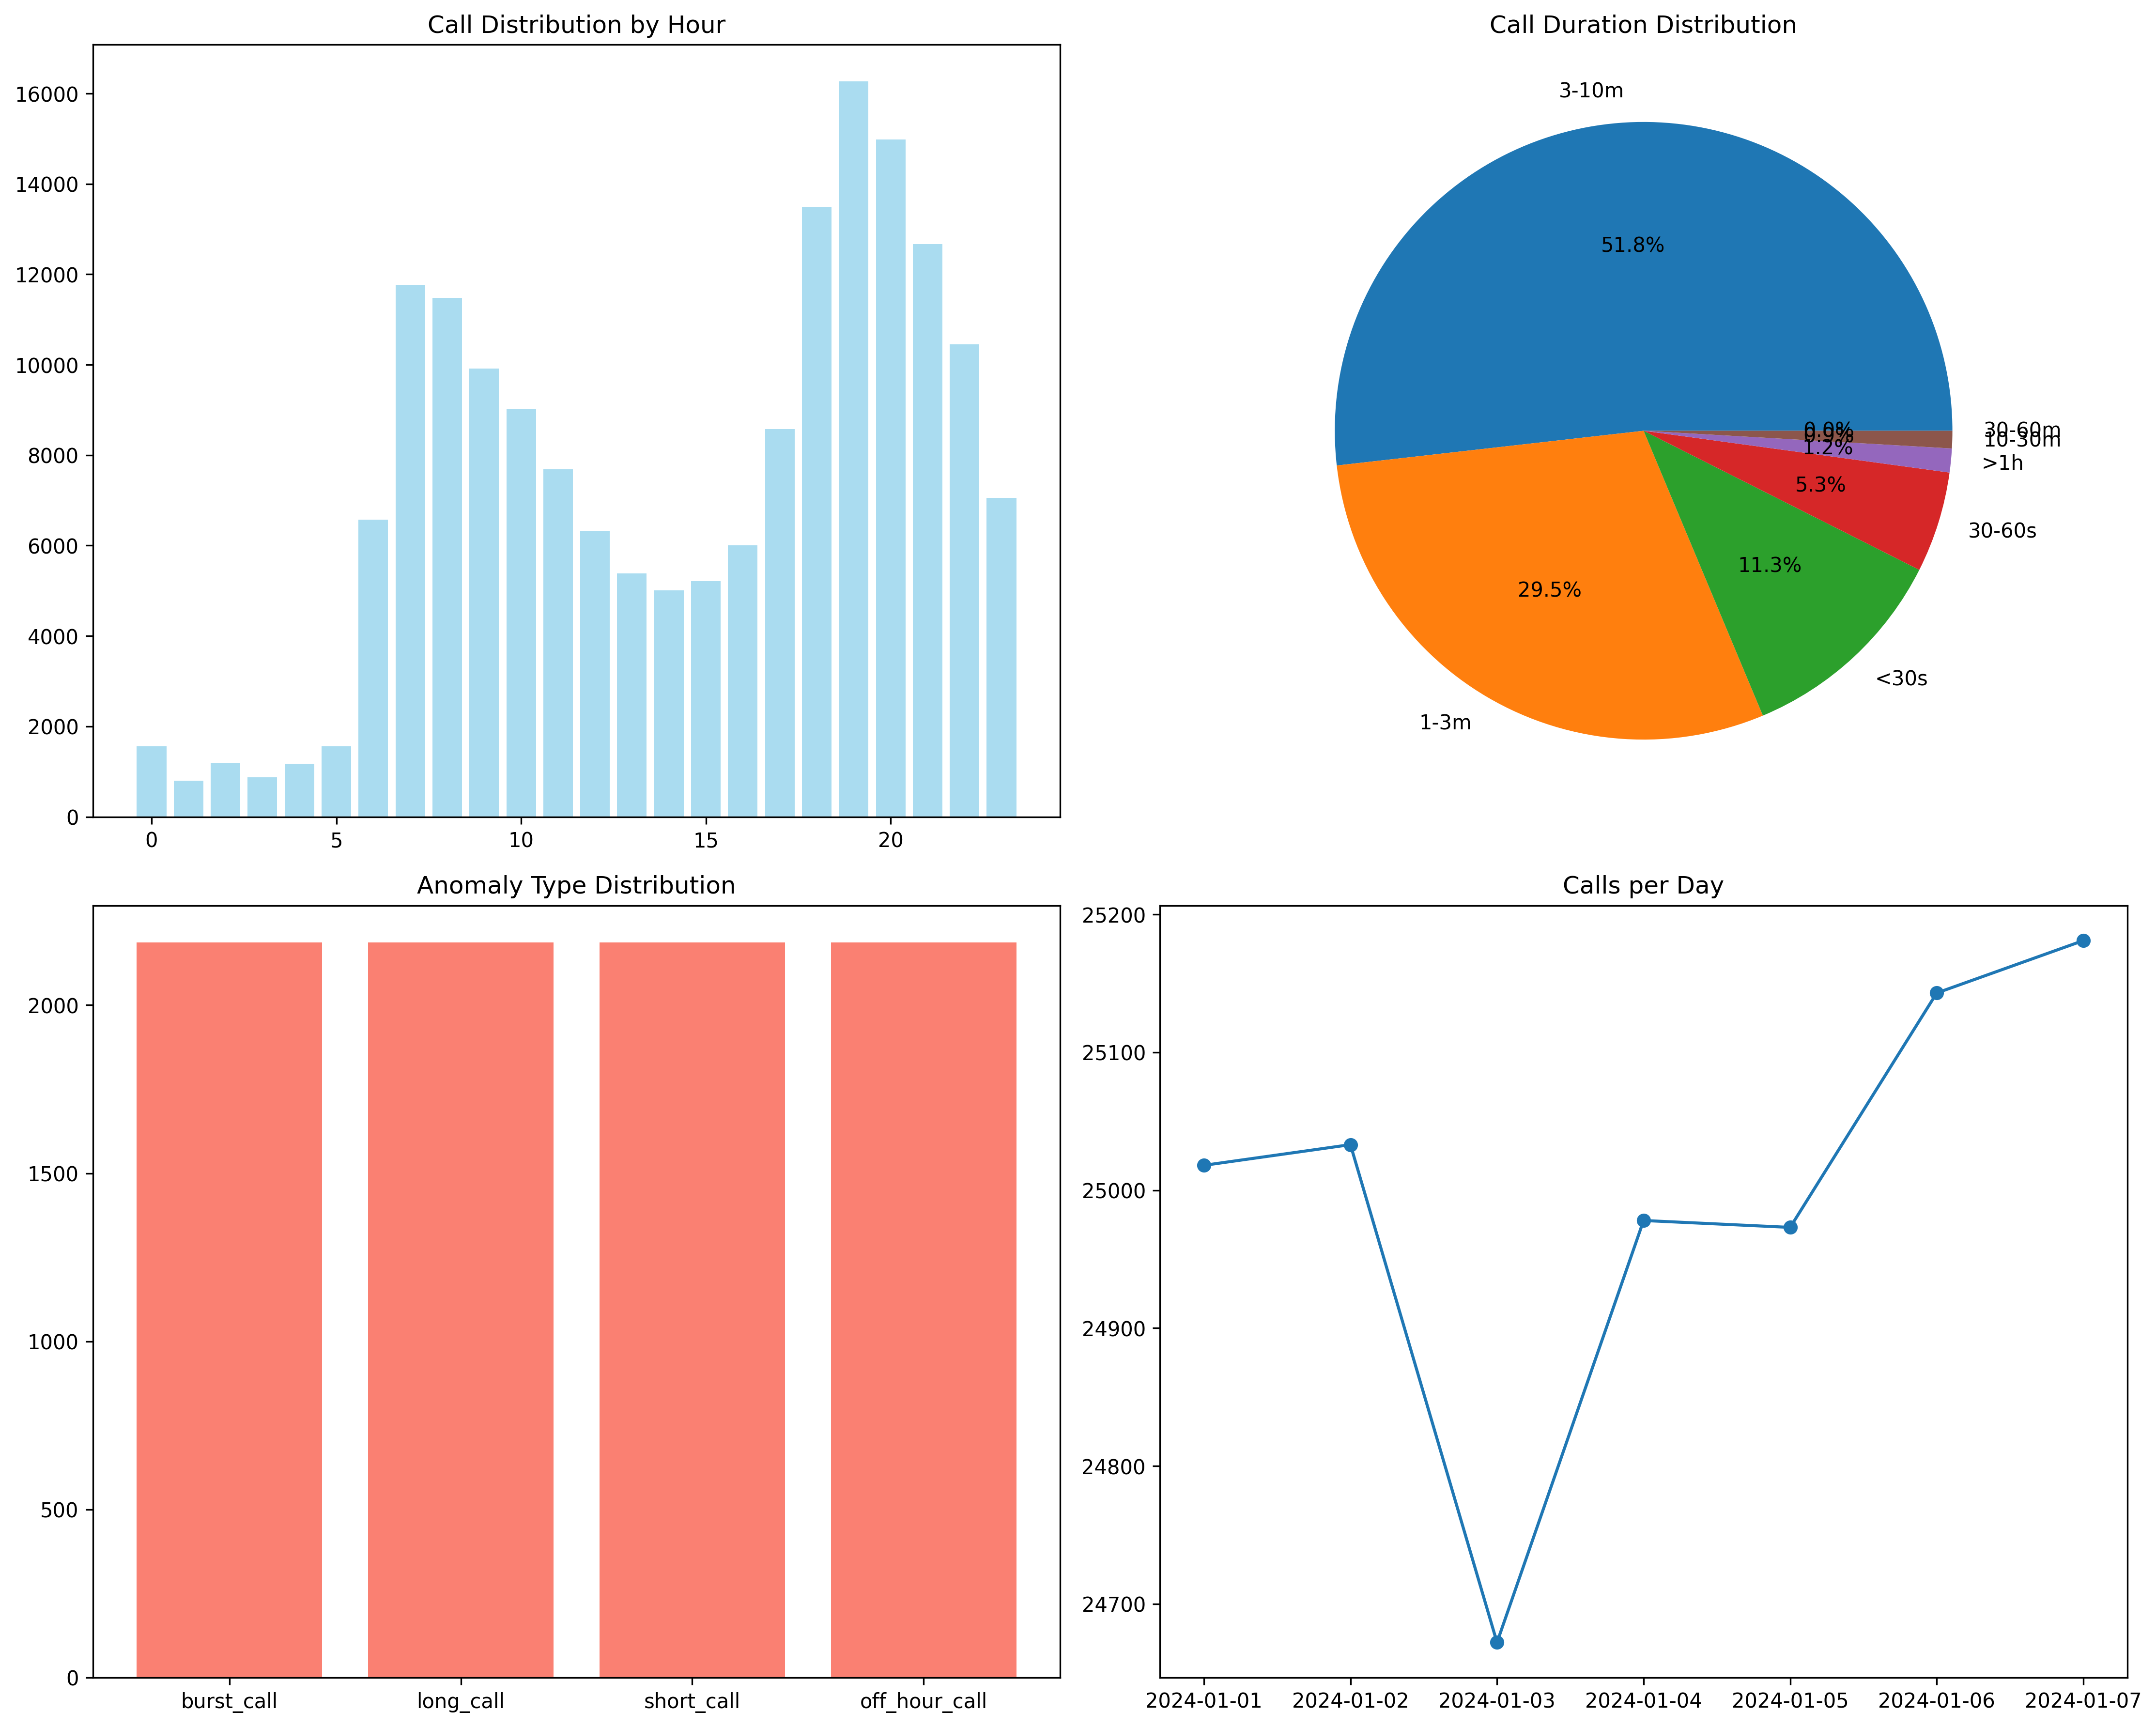 Call Distribution by Hour
16000
14000
12000
10000
8000
6000
4000
2000
0
0 5 10 15 20
Call Duration Distribution
3-10m
51.8%
30-60m
0.0%
10-30m
1.2%
>1h
5.3%
30-60s
11.3%
29.5%
<30s
1-3m
Anomaly Type Distribution
2000
1500
1000
500
0
burst_call long_call short_call off_hour_call
Calls per Day
25200
25100
25000
24900
24800
24700
2024-01-01 2024-01-02 2024-01-03 2024-01-04 2024-01-05 2024-01-06 2024-01-07